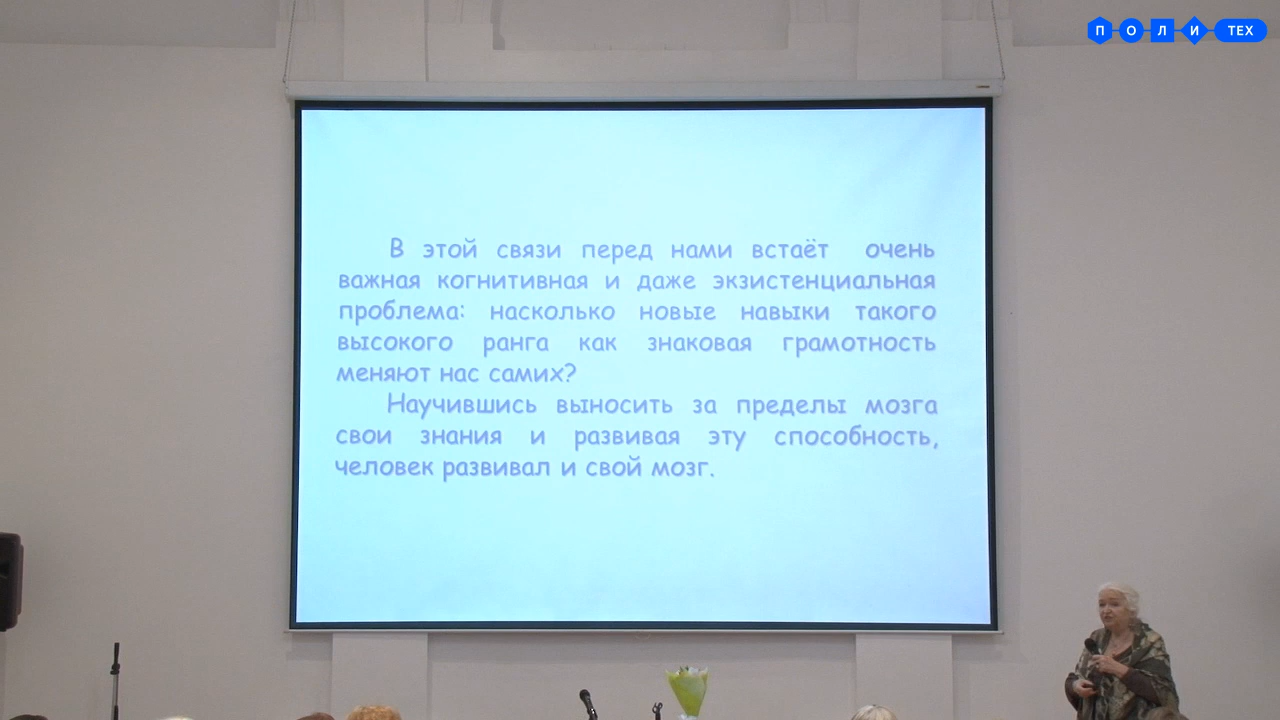 ПОЛИТЕХ
В этой связи перед нами встаёт очень
важная когнитивная и даже экзистенциальная
проблема: насколько новые навыки такого
высокого ранга как знаковая грамотность
меняют нас самих?
Научившись выносить за пределы мозга
свои знания и развивая эту способность,
человек развивал и свой мозг.